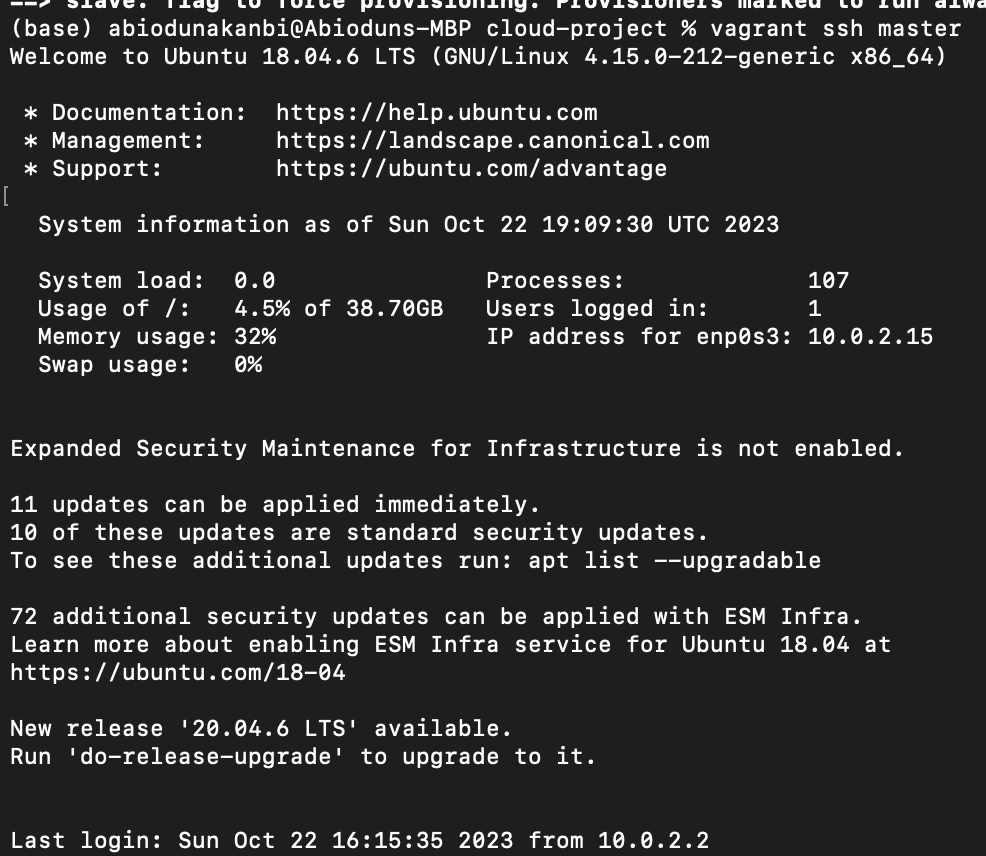 ==> slave: flag to force provisioning. Provisioners marked to run alwa
(base) abiodunakanbi@Abioduns-MBP cloud-project % vagrant ssh master
Welcome to Ubuntu 18.04.6 LTS (GNU/Linux 4.15.0-212-generic x86_64)
* Documentation: https://help.ubuntu.com
* Management: https://landscape.canonical.com
* Support: https://ubuntu.com/advantage
[
System information as of Sun Oct 22 19:09:30 UTC 2023
System load: 0.0 Processes: 107
Usage of /: 4.5% of 38.70GB Users logged in: 1
Memory usage: 32% IP address for enp0s3: 10.0.2.15
Swap usage: 0%
Expanded Security Maintenance for Infrastructure is not enabled.
11 updates can be applied immediately.
10 of these updates are standard security updates.
To see these additional updates run: apt list --upgradable
72 additional security updates can be applied with ESM Infra.
Learn more about enabling ESM Infra service for Ubuntu 18.04 at
https://ubuntu.com/18-04
New release '20.04.6 LTS' available.
Run 'do-release-upgrade' to upgrade to it.
Last login: Sun Oct 22 16:15:35 2023 from 10.0.2.2